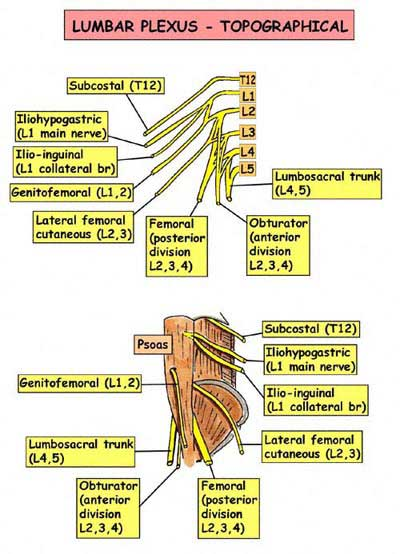 LUMBAR PLEXUS - TOPOGRAPHICAL
Subcostal (T12)
T12
L1
L2
L3
L4
L5
Iliohypogastric
(L1 main nerve)
Ilio-inguinal
(L1 collateral br)
Genitofemoral (L1,2)
Lateral femoral
cutaneous (L2,3)
Femoral
(posterior
division
L2,3,4)
Obturator
(anterior
division
L2,3,4)
Lumbosacral trunk
(L4,5)
Psoas
Subcostal (T12)
Iliohypogastric
(L1 main nerve)
Ilio-inguinal
(L1 collateral br)
Genitofemoral (L1,2)
Lateral femoral
cutaneous (L2,3)
Lumbosacral trunk
(L4,5)
Obturator
(anterior
division
L2,3,4)
Femoral
(posterior
division
L2,3,4)